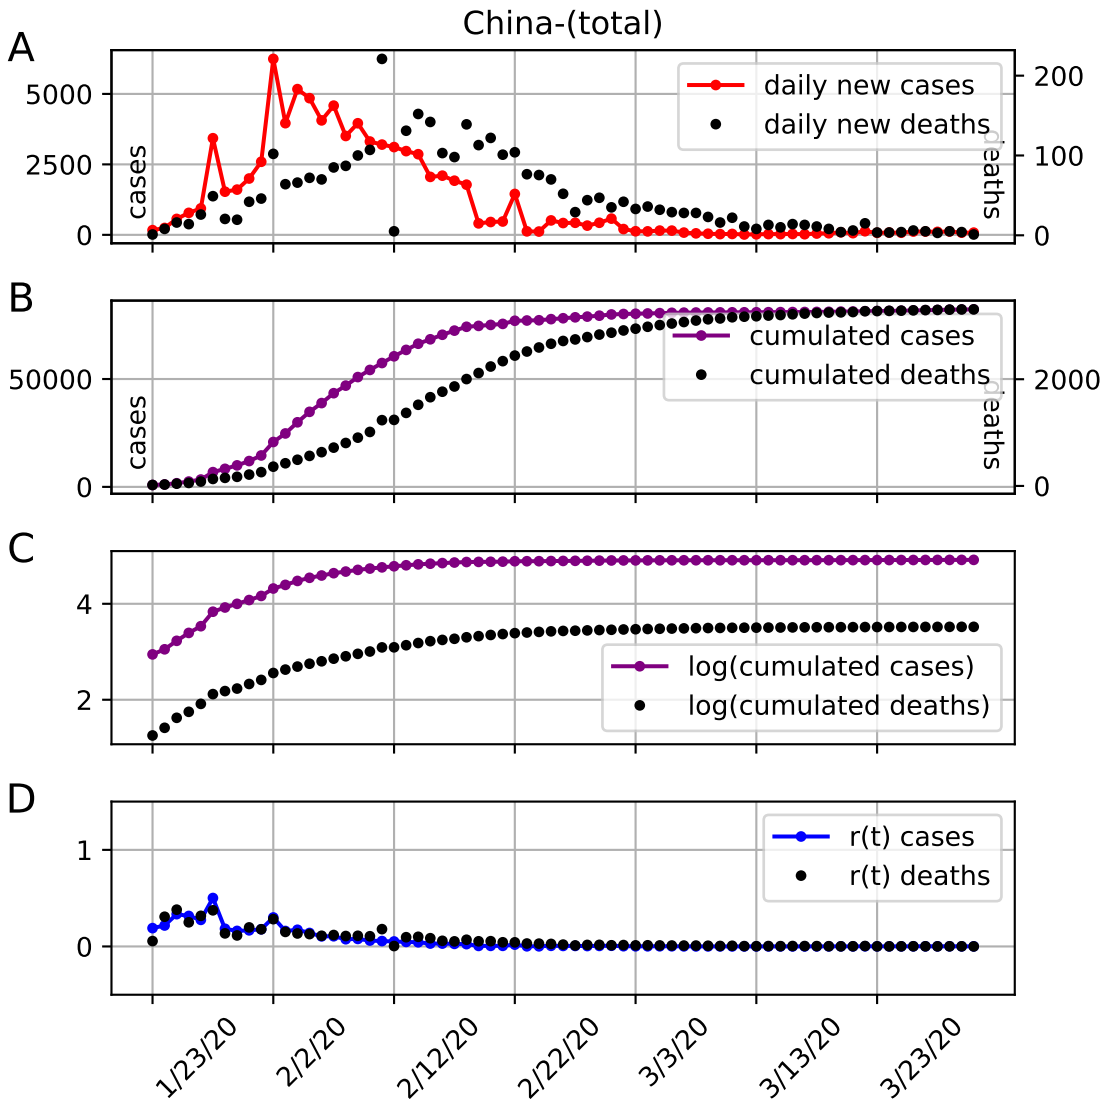 China-(total)
A
5000
2500
0
cases
daily new cases
daily new deaths
200
100
0
deaths
B
50000
0
cases
cumulated cases
cumulated deaths
2000
0
deaths
C
4
2
log(cumulated cases)
log(cumulated deaths)
D
1
0
r(t) cases
r(t) deaths
1/23/20
2/2/20
2/12/20
2/22/20
3/3/20
3/13/20
3/23/20